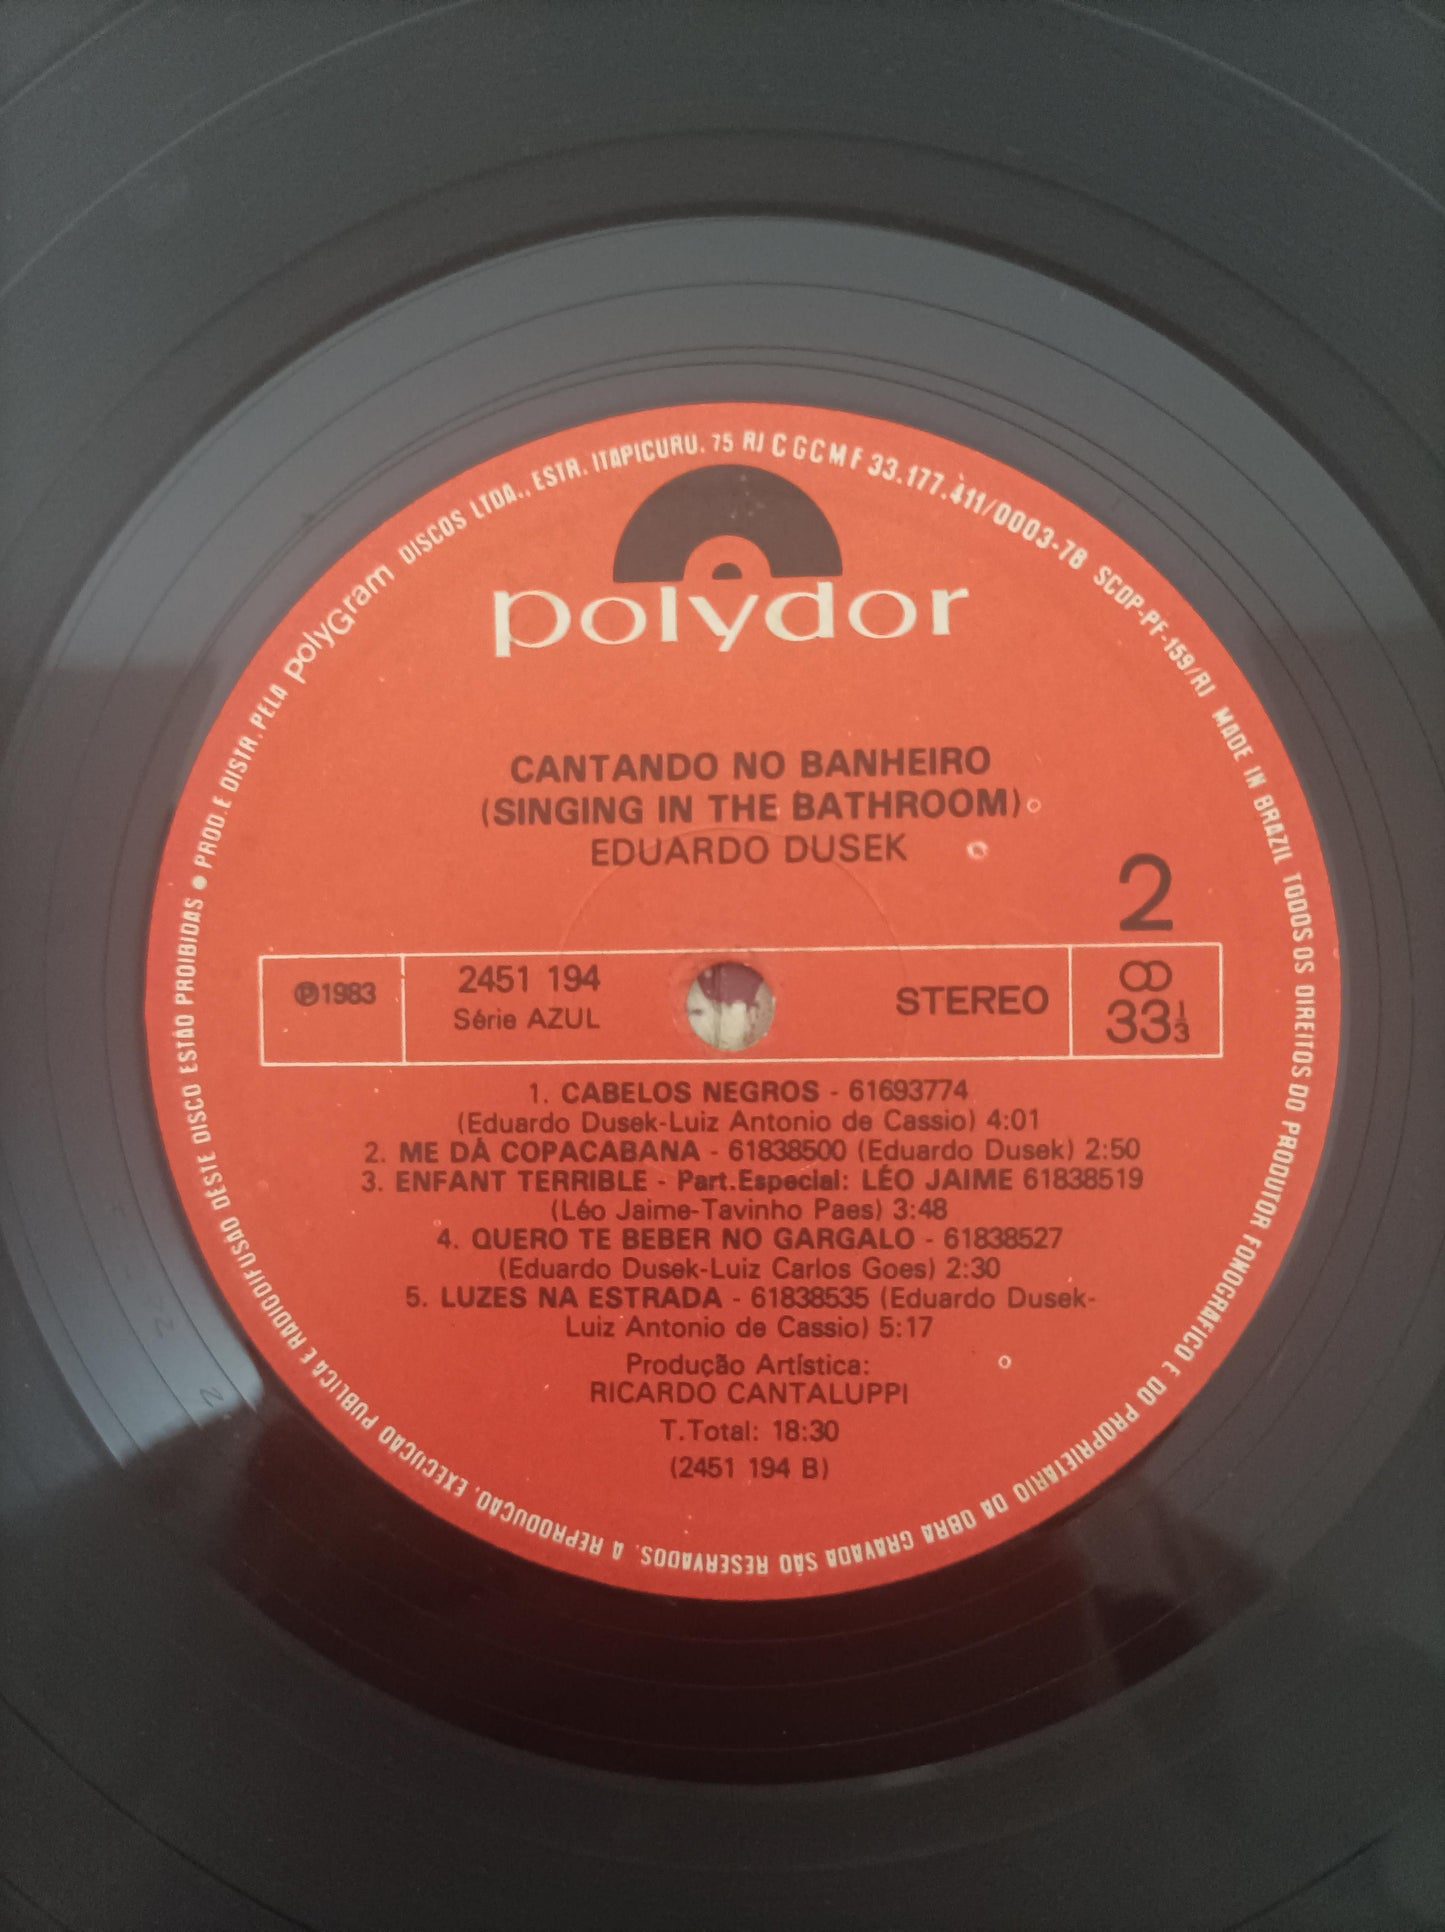 PROD. E DISTR. PELA polyGram DISCOS LTDA., ESTR. ITAPICURU. 75 RJ C G C M F 33.177.411/0003-78 SCDP-PF-159/RJ MADE IN BRAZIL TODOS OS DIREITOS DO PRODUTOR FONOGRÁFICO E DO PROPRIETARIO DA OBRA GRAVADA SÃO RESERVADOS. A REPRODUÇÃO, EXECUÇÃO PUBLICA E RADIODIFUSÃO DESTE DISCO ESTÃO PROIBIDAS ●
polydor
CANTANDO NO BANHEIRO
(SINGING IN THE BATHROOM)
EDUARDO DUSEK
2
℗1983
2451 194
Série AZUL
STEREO
33 1/3
1. CABELOS NEGROS - 61693774
(Eduardo Dusek-Luiz Antonio de Cassio) 4:01
2. ME DÁ COPACABANA - 61838500 (Eduardo Dusek) 2:50
3. ENFANT TERRIBLE - Part.Especial: LÉO JAIME 61838519
(Léo Jaime-Tavinho Paes) 3:48
4. QUERO TE BEBER NO GARGALO - 61838527
(Eduardo Dusek-Luiz Carlos Goes) 2:30
5. LUZES NA ESTRADA - 61838535 (Eduardo Dusek-
Luiz Antonio de Cassio) 5:17
Produção Artística:
RICARDO CANTALUPPI
T.Total: 18:30
(2451 194 B)